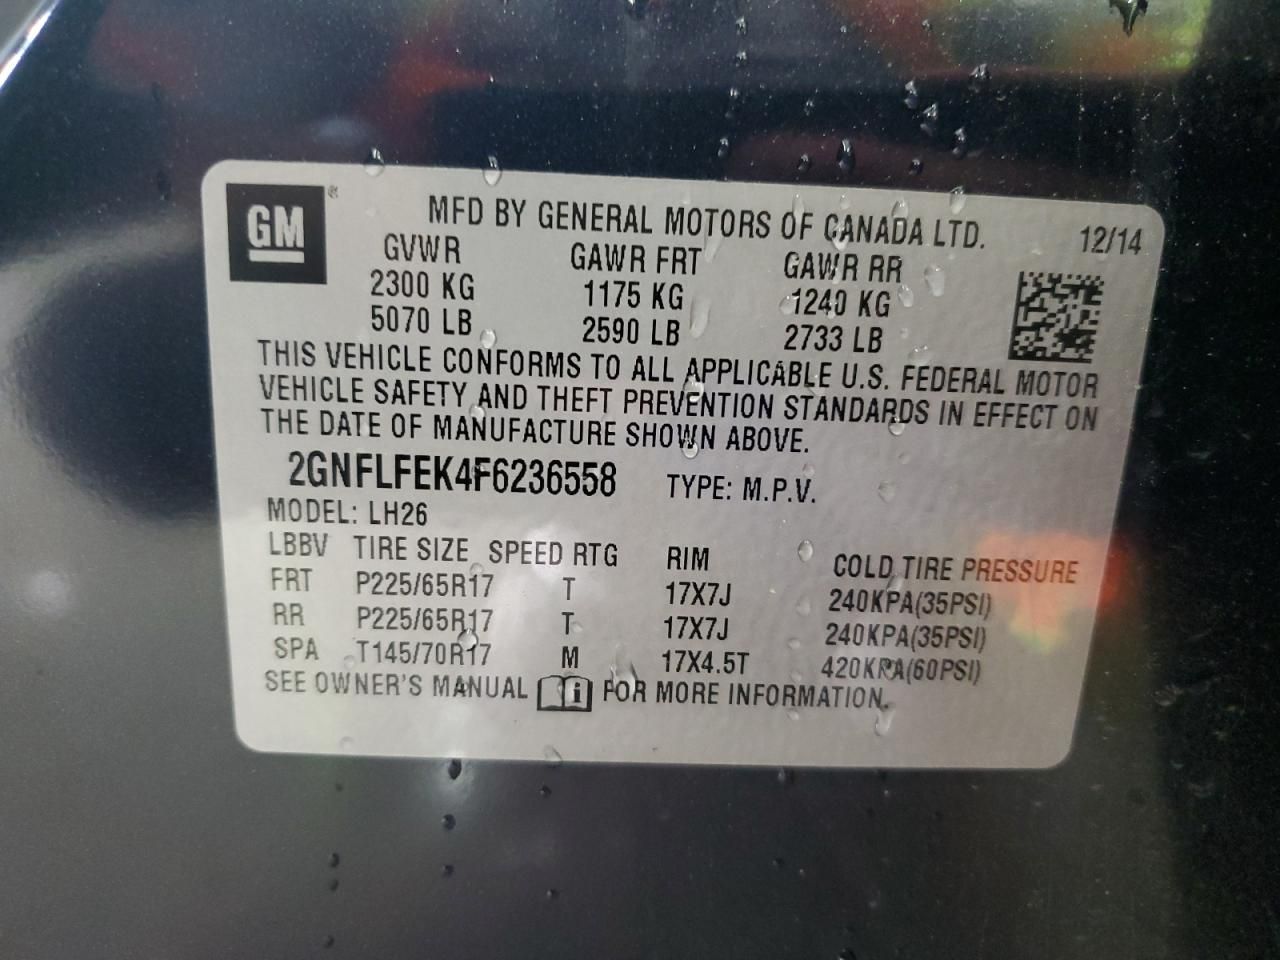 GM ®
MFD BY GENERAL MOTORS OF CANADA LTD. 12/14
GVWR GAWR FRT GAWR RR
2300 KG 1175 KG 1240 KG
5070 LB 2590 LB 2733 LB
THIS VEHICLE CONFORMS TO ALL APPLICABLE U.S. FEDERAL MOTOR
VEHICLE SAFETY AND THEFT PREVENTION STANDARDS IN EFFECT ON
THE DATE OF MANUFACTURE SHOWN ABOVE.
2GNFLFEK4F6236558 TYPE: M.P.V.
MODEL: LH26
LBBV TIRE SIZE SPEED RTG RIM COLD TIRE PRESSURE
FRT P225/65R17 T 17X7J 240KPA(35PSI)
RR P225/65R17 T 17X7J 240KPA(35PSI)
SPA T145/70R17 M 17X4.5T 420KPA(60PSI)
SEE OWNER'S MANUAL i FOR MORE INFORMATION.